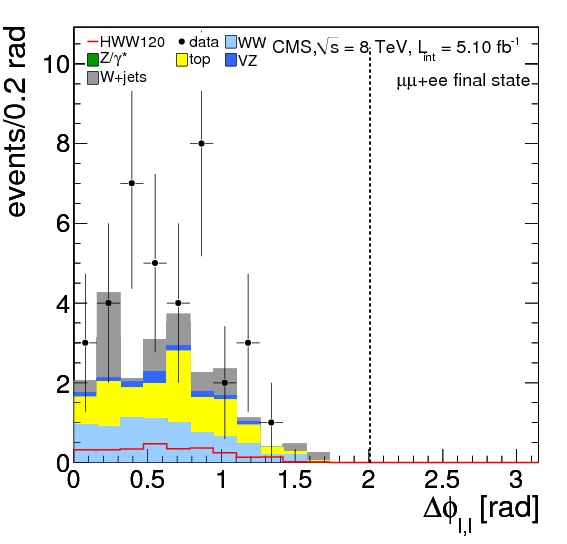 HWW120 data WW CMS,√s = 8 TeV, L_int = 5.10 fb⁻¹
Z/γ* top VZ
W+jets μμ+ee final state
events/0.2 rad
10
8
6
4
2
0
0 0.5 1 1.5 2 2.5 3
Δϕ_l,l [rad]